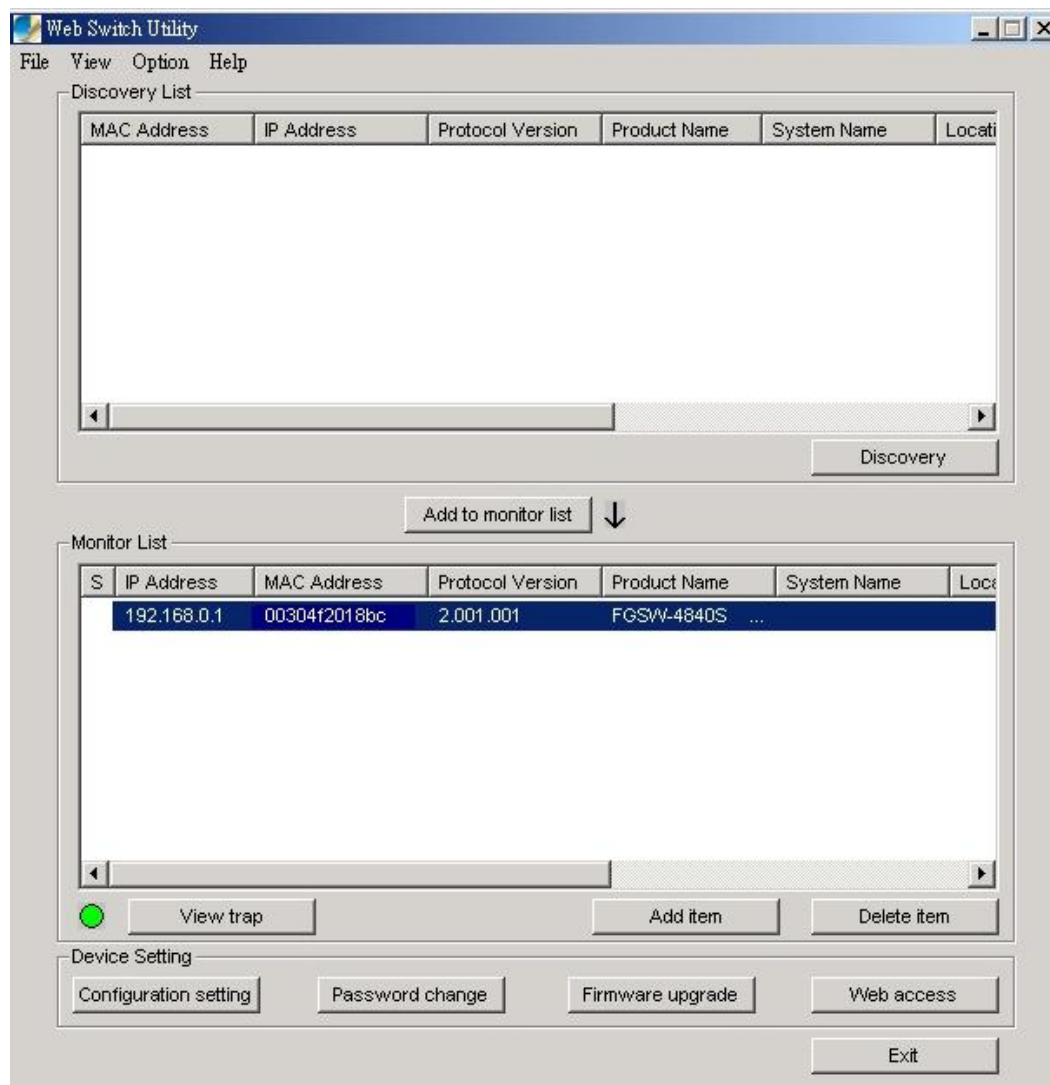 Web Switch Utility
File View Option Help
Discovery List
MAC Address IP Address Protocol Version Product Name System Name Locati
Discovery
Add to monitor list
Monitor List
S IP Address MAC Address Protocol Version Product Name System Name Loca
192.168.0.1 00304f2018bc 2.001.001 FGSW-4840S ...
View trap Add item Delete item
Device Setting
Configuration setting Password change Firmware upgrade Web access
Exit